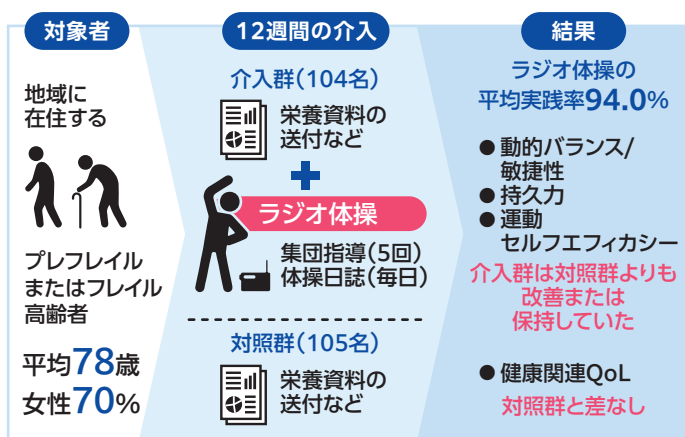 対象者
地域に
在住する
プレフレイル
またはフレイル
高齢者
平均78歳
女性70%
12週間の介入
介入群(104名)
栄養資料の
送付など
ラジオ体操
集団指導(5回)
体操日誌(毎日)
対照群(105名)
栄養資料の
送付など
結果
ラジオ体操の
平均実践率94.0%
●動的バランス/
敏捷性
●持久力
●運動
セルフエフィカシー
介入群は対照群よりも
改善または
保持していた
●健康関連QoL
対照群と差なし